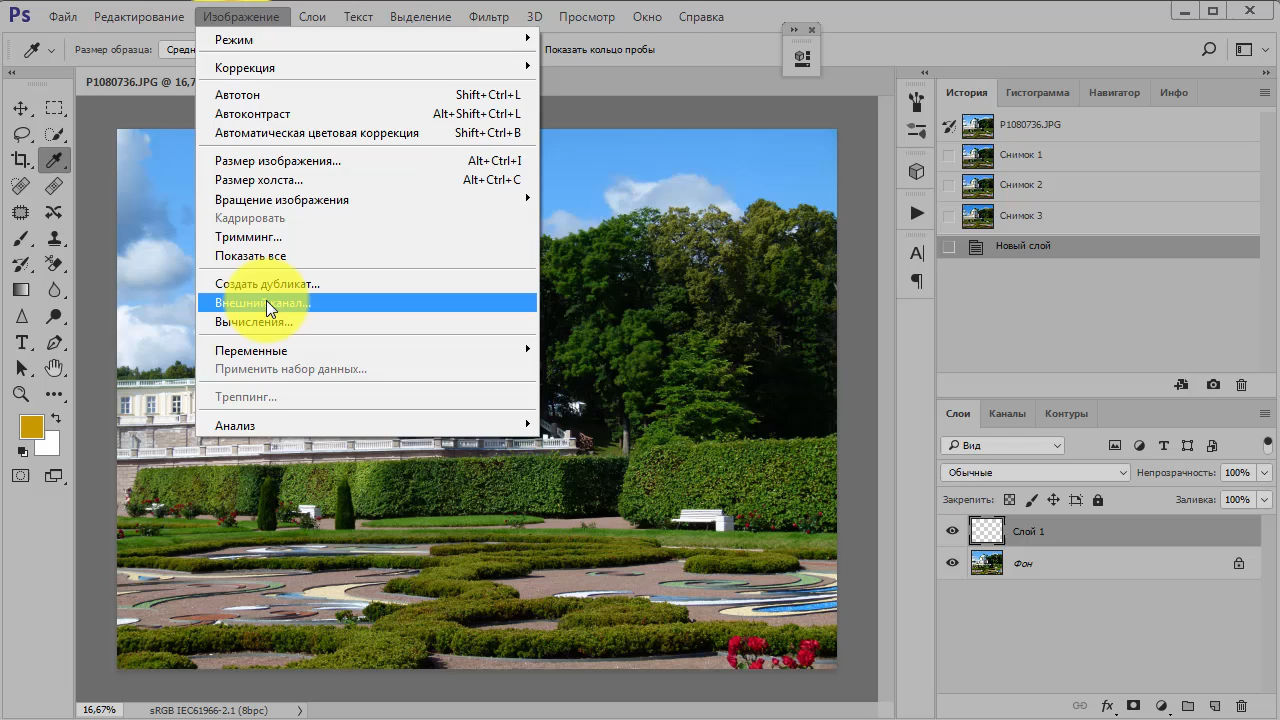 Ps Файл Редактирование Изображение Слои Текст Выделение Фильтр 3D Просмотр Окно Справка
Показать кольцо пробы
P1080736.JPG @ 16,7
Режим
Коррекция
Автотон Shift+Ctrl+L
Автоконтраст Alt+Shift+Ctrl+L
Автоматическая цветовая коррекция Shift+Ctrl+B
Размер изображения... Alt+Ctrl+I
Размер холста... Alt+Ctrl+C
Вращение изображения
Кадрировать
Тримминг...
Показать все
Создать дубликат...
Внешний канал...
Вычисления...
Переменные
Применить набор данных...
Треппинг...
Анализ
История Гистограмма Навигатор Инфо
P1080736.JPG
Снимок 1
Снимок 2
Снимок 3
Новый слой
Слои Каналы Контуры
Вид
Обычные Непрозрачность: 100%
Закрепить: Заливка: 100%
Слой 1
Фон
16,67% sRGB IEC61966-2.1 (8bpc)